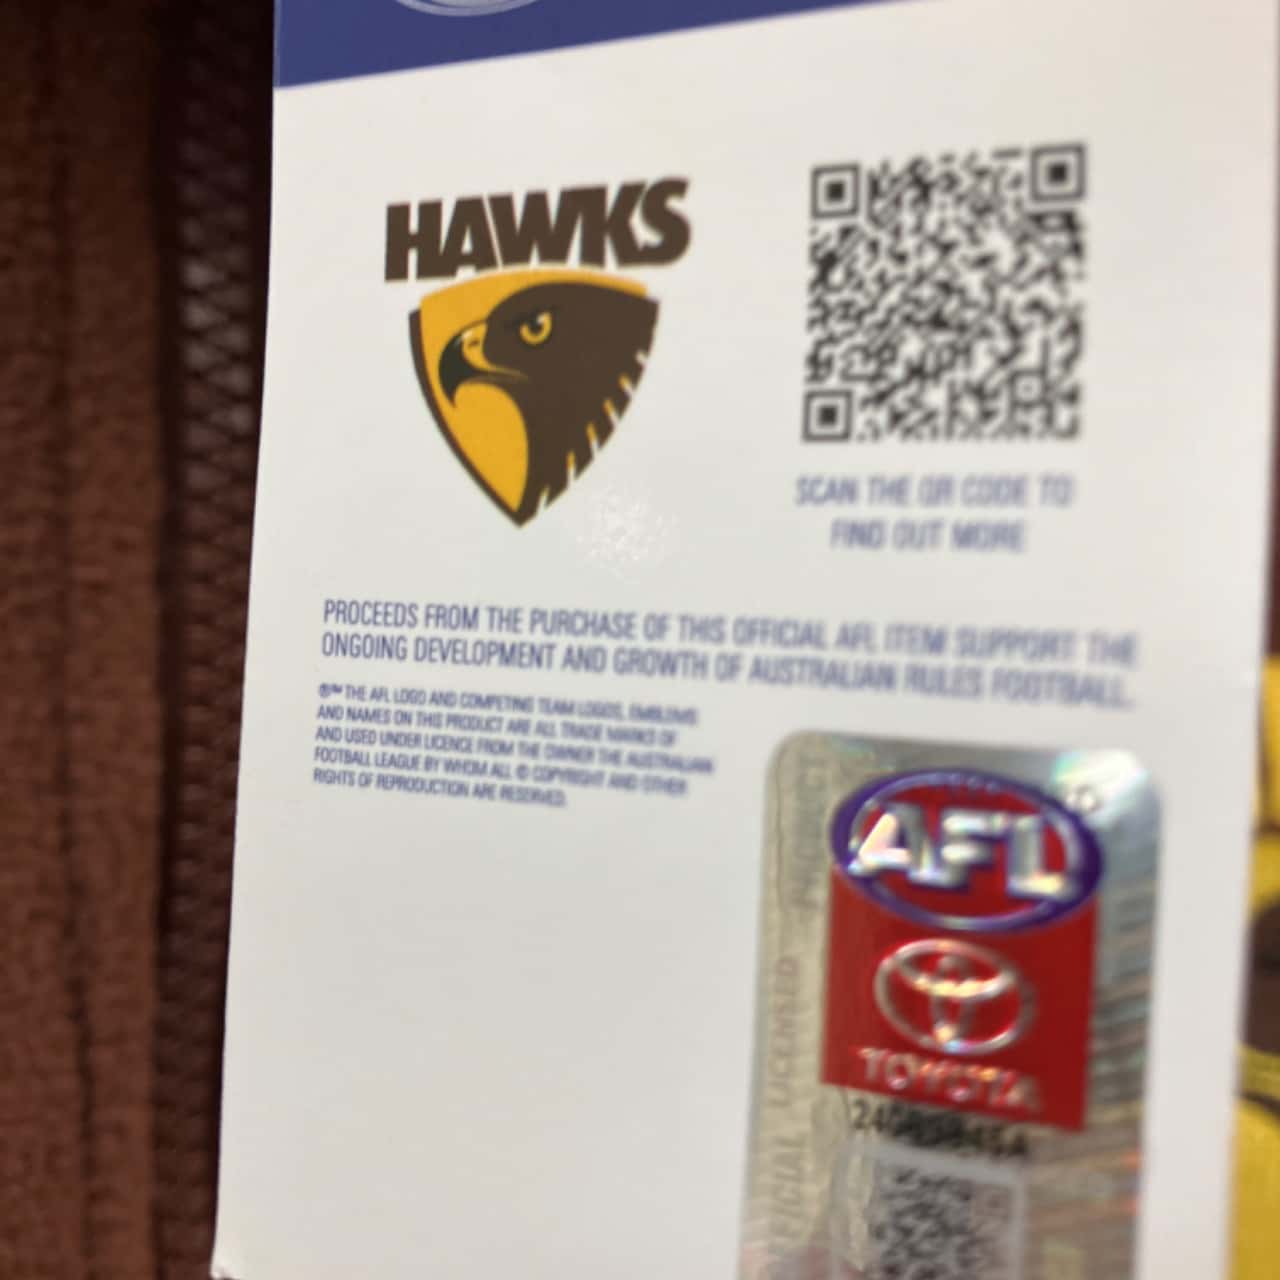 HAWKS
SCAN THE QR CODE TO
FIND OUT MORE
PROCEEDS FROM THE PURCHASE OF THIS OFFICIAL AFL ITEM SUPPORT THE
ONGOING DEVELOPMENT AND GROWTH OF AUSTRALIAN RULES FOOTBALL.
®™ THE AFL LOGO AND COMPETING TEAM LOGOS, EMBLEMS
AND NAMES ON THIS PRODUCT ARE ALL TRADE MARKS OF
AND USED UNDER LICENCE FROM THE OWNER THE AUSTRALIAN
FOOTBALL LEAGUE BY WHOM ALL © COPYRIGHT AND OTHER
RIGHTS OF REPRODUCTION ARE RESERVED.
LICENSED PRODUCT
AFL
TOYOTA